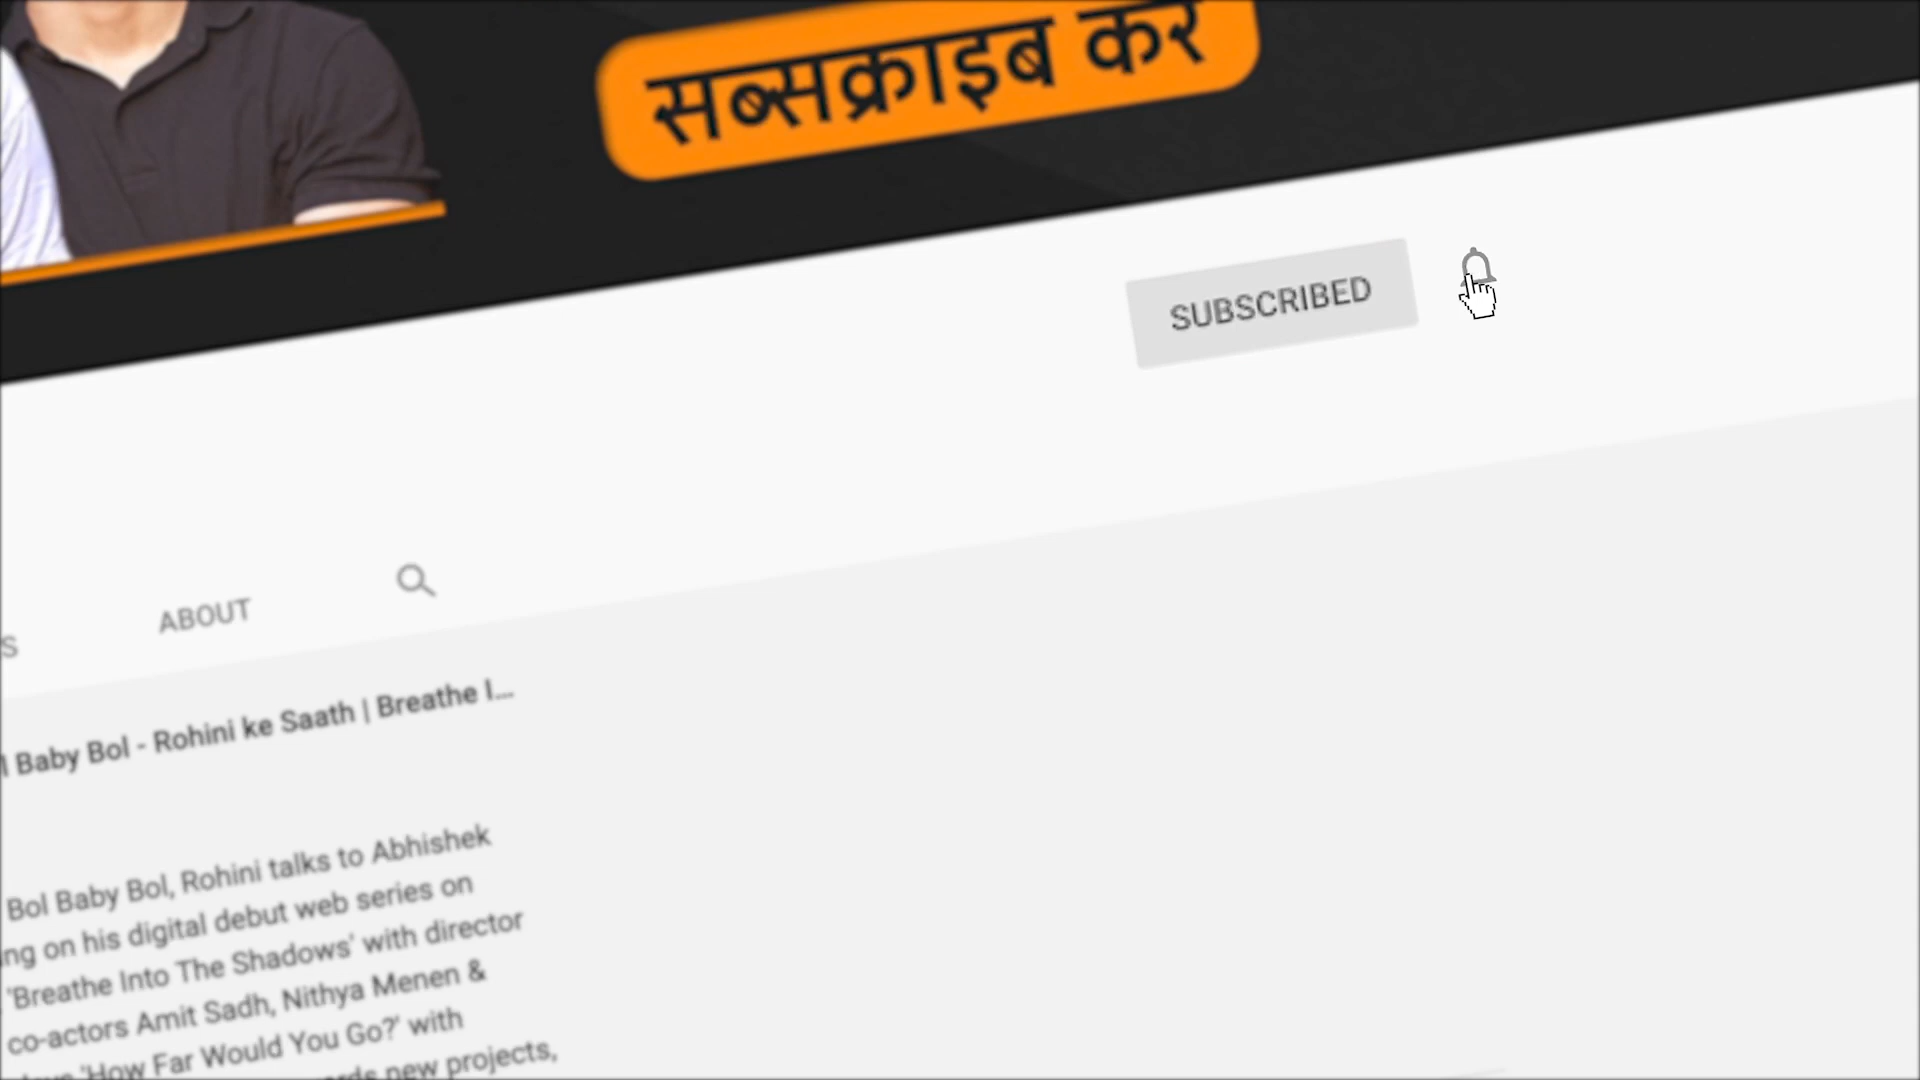 सब्सक्राइब करें
SUBSCRIBED
S
ABOUT
Baby Bol - Rohini ke Saath | Breathe I...
Bol Baby Bol, Rohini talks to Abhishek
ng on his digital debut web series on
'Breathe Into The Shadows' with director
co-actors Amit Sadh, Nithya Menen &
'How Far Would You Go?' with
new projects,